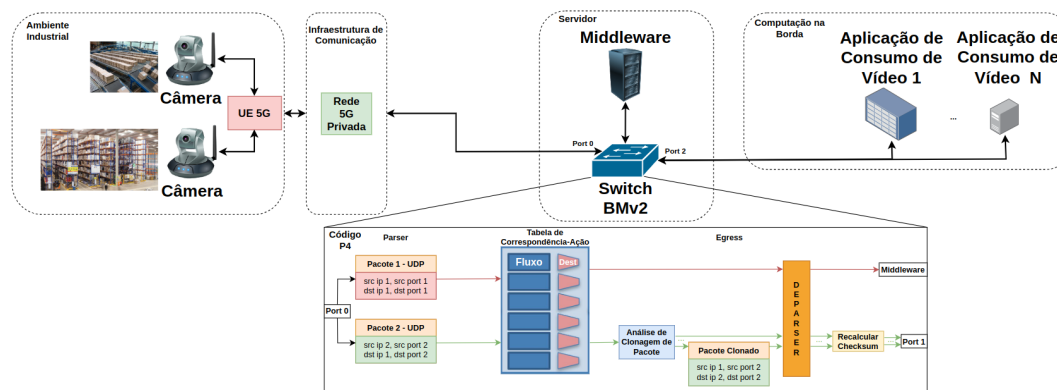 Ambiente
Industrial
Câmera
Câmera
UE 5G
Infraestrutura de
Comunicação
Rede
5G
Privada
Servidor
Middleware
Port 0
Port 2
Switch
BMv2
Computação na
Borda
Aplicação de
Consumo de
Vídeo 1
...
Aplicação de
Consumo de
Vídeo N
Código
P4
Parser
Tabela de
Correspondência-Ação
Egress
Port 0
Pacote 1 - UDP
src ip 1, src port 1
dst ip 1, dst port 1
Pacote 2 - UDP
src ip 2, src port 2
dst ip 1, dst port 2
Fluxo
Dest
Análise de
Clonagem de
Pacote
...
Pacote Clonado
src ip 1, src port 2
dst ip 2, dst port 2
DEPARSER
...
Recalcular
Checksum
...
Middleware
Port 1